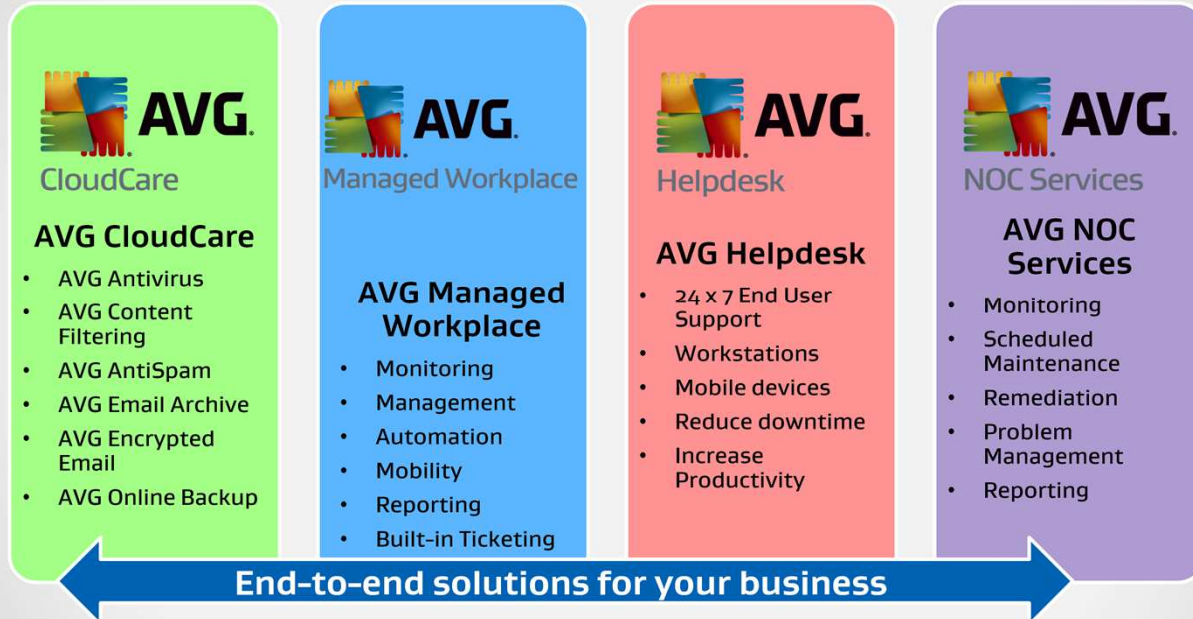 AVG.
CloudCare
AVG CloudCare
• AVG Antivirus
• AVG Content
Filtering
• AVG AntiSpam
• AVG Email Archive
• AVG Encrypted
Email
• AVG Online Backup
AVG.
Managed Workplace
AVG Managed
Workplace
• Monitoring
• Management
• Automation
• Mobility
• Reporting
• Built-in Ticketing
AVG.
Helpdesk
AVG Helpdesk
• 24 x 7 End User
Support
• Workstations
• Mobile devices
• Reduce downtime
• Increase
Productivity
AVG.
NOC Services
AVG NOC
Services
• Monitoring
• Scheduled
Maintenance
• Remediation
• Problem
Management
• Reporting
End-to-end solutions for your business